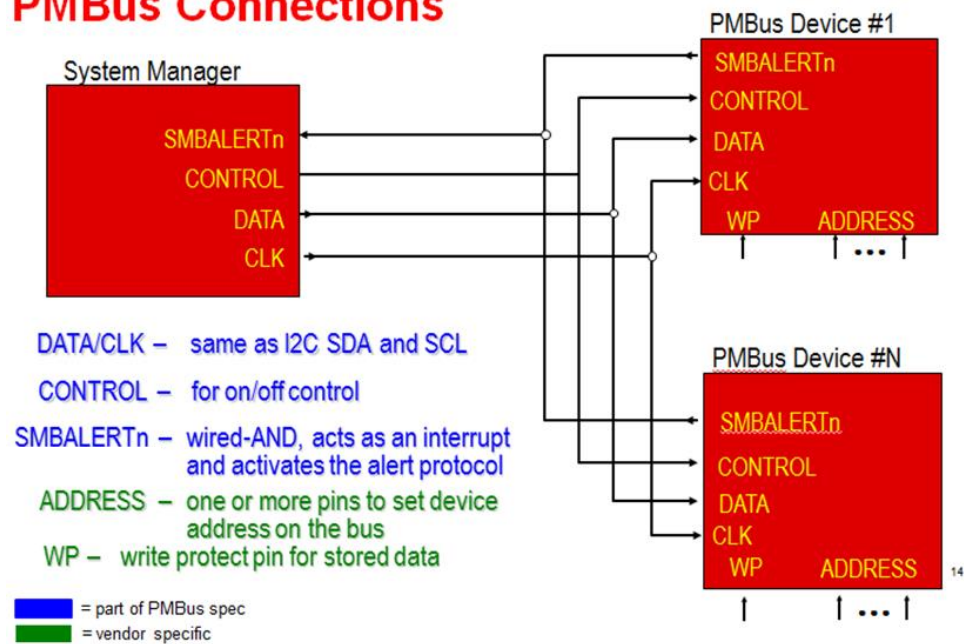 PMBus Connections
System Manager
SMBALERTn
CONTROL
DATA
CLK
PMBus Device #1
SMBALERTn
CONTROL
DATA
CLK
WP ADDRESS
...
DATA/CLK – same as I2C SDA and SCL
CONTROL – for on/off control
SMBALERTn – wired-AND, acts as an interrupt
and activates the alert protocol
ADDRESS – one or more pins to set device
address on the bus
WP – write protect pin for stored data
= part of PMBus spec
= vendor specific
PMBus Device #N
SMBALERTn
CONTROL
DATA
CLK
WP ADDRESS
...
14